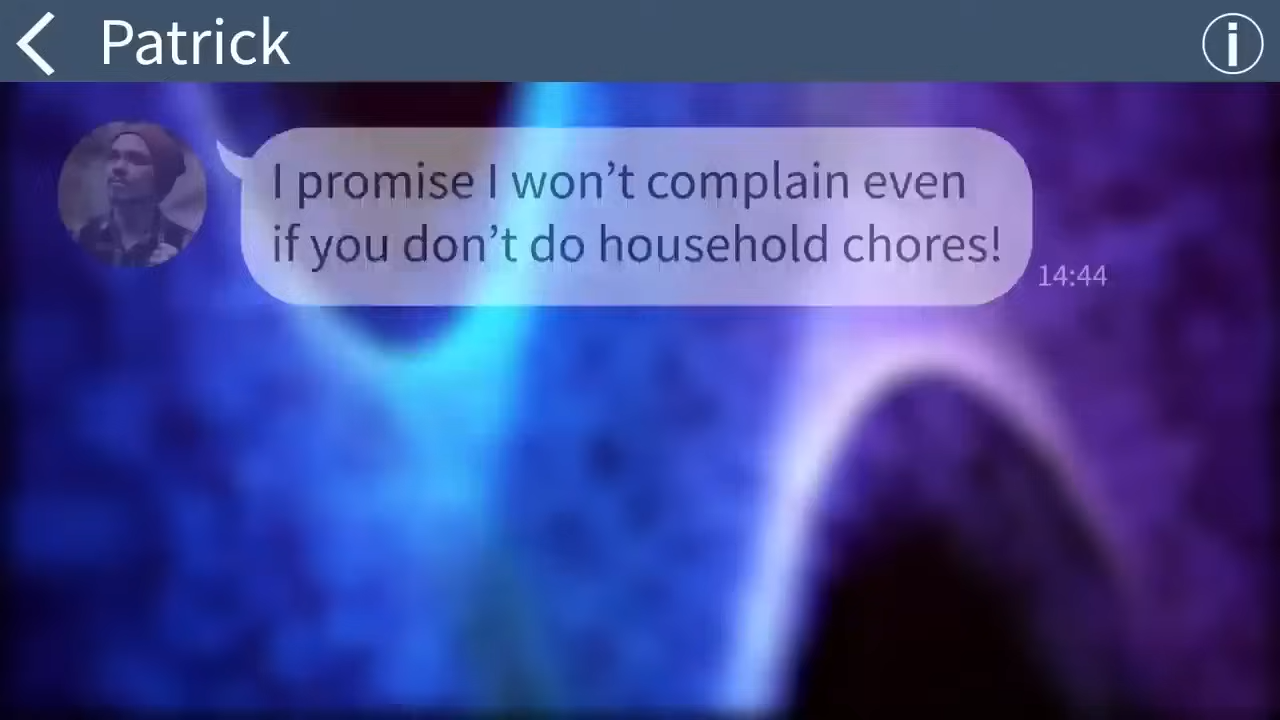 Patrick
I promise I won’t complain even
if you don’t do household chores!
14:44